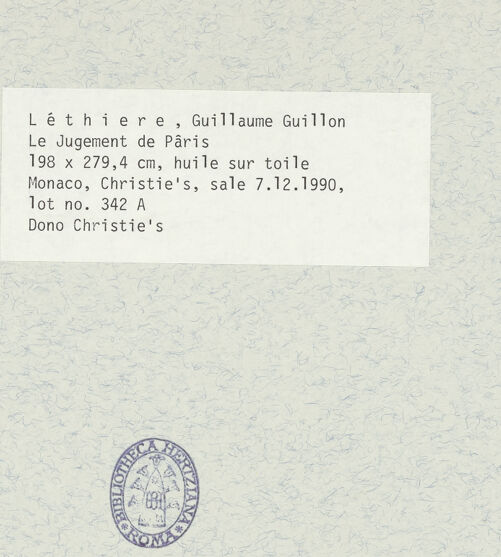 L é t h i e r e , Guillaume Guillon
Le Jugement de Pâris
198 x 279,4 cm, huile sur toile
Monaco, Christie's, sale 7.12.1990,
lot no. 342 A
Dono Christie's
BIBLIOTHECA HERTZIANA
ROMA